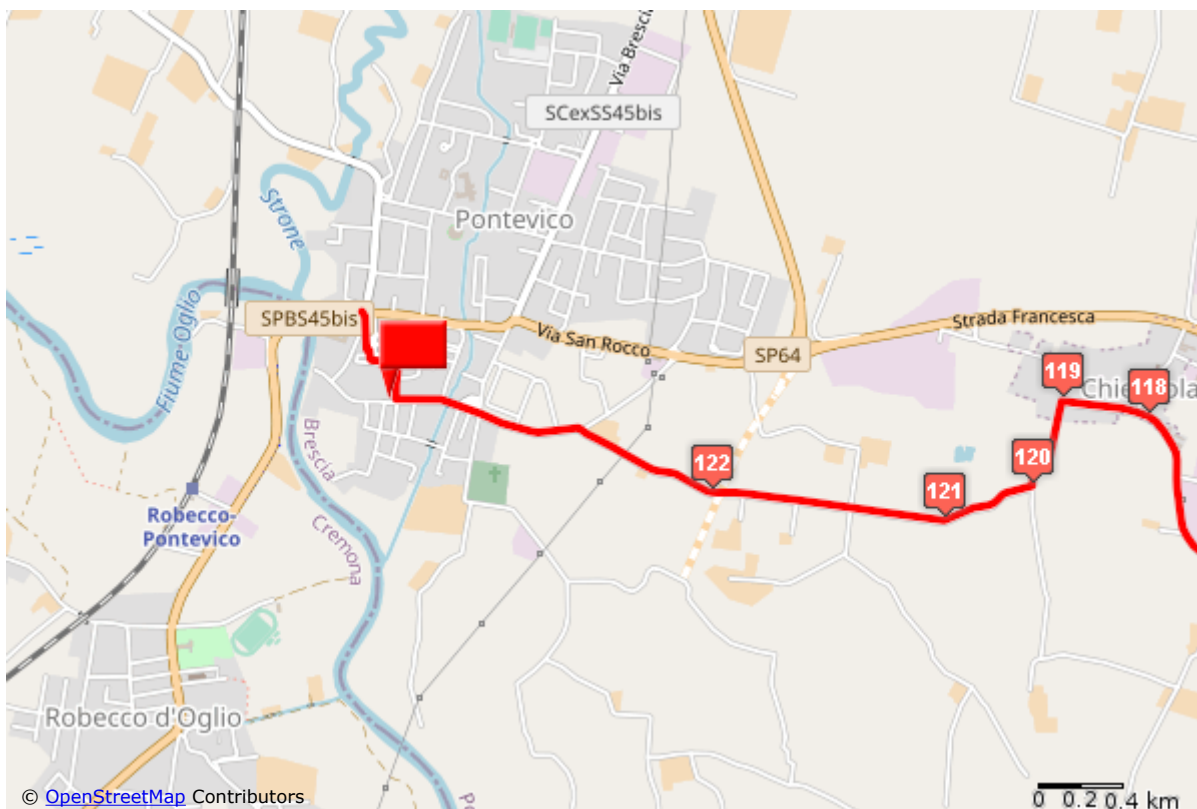 Via Bresci
SCexSS45bis
Pontevico
Strone
Fiume Oglio
SPBS45bis
Via San Rocco
SP64
Strada Francesca
119
118
122
121
120
Brescia
Cremona
Robecco-
Pontevico
Robecco d'Oglio
© OpenStreetMap Contributors
0 0.2 0.4 km